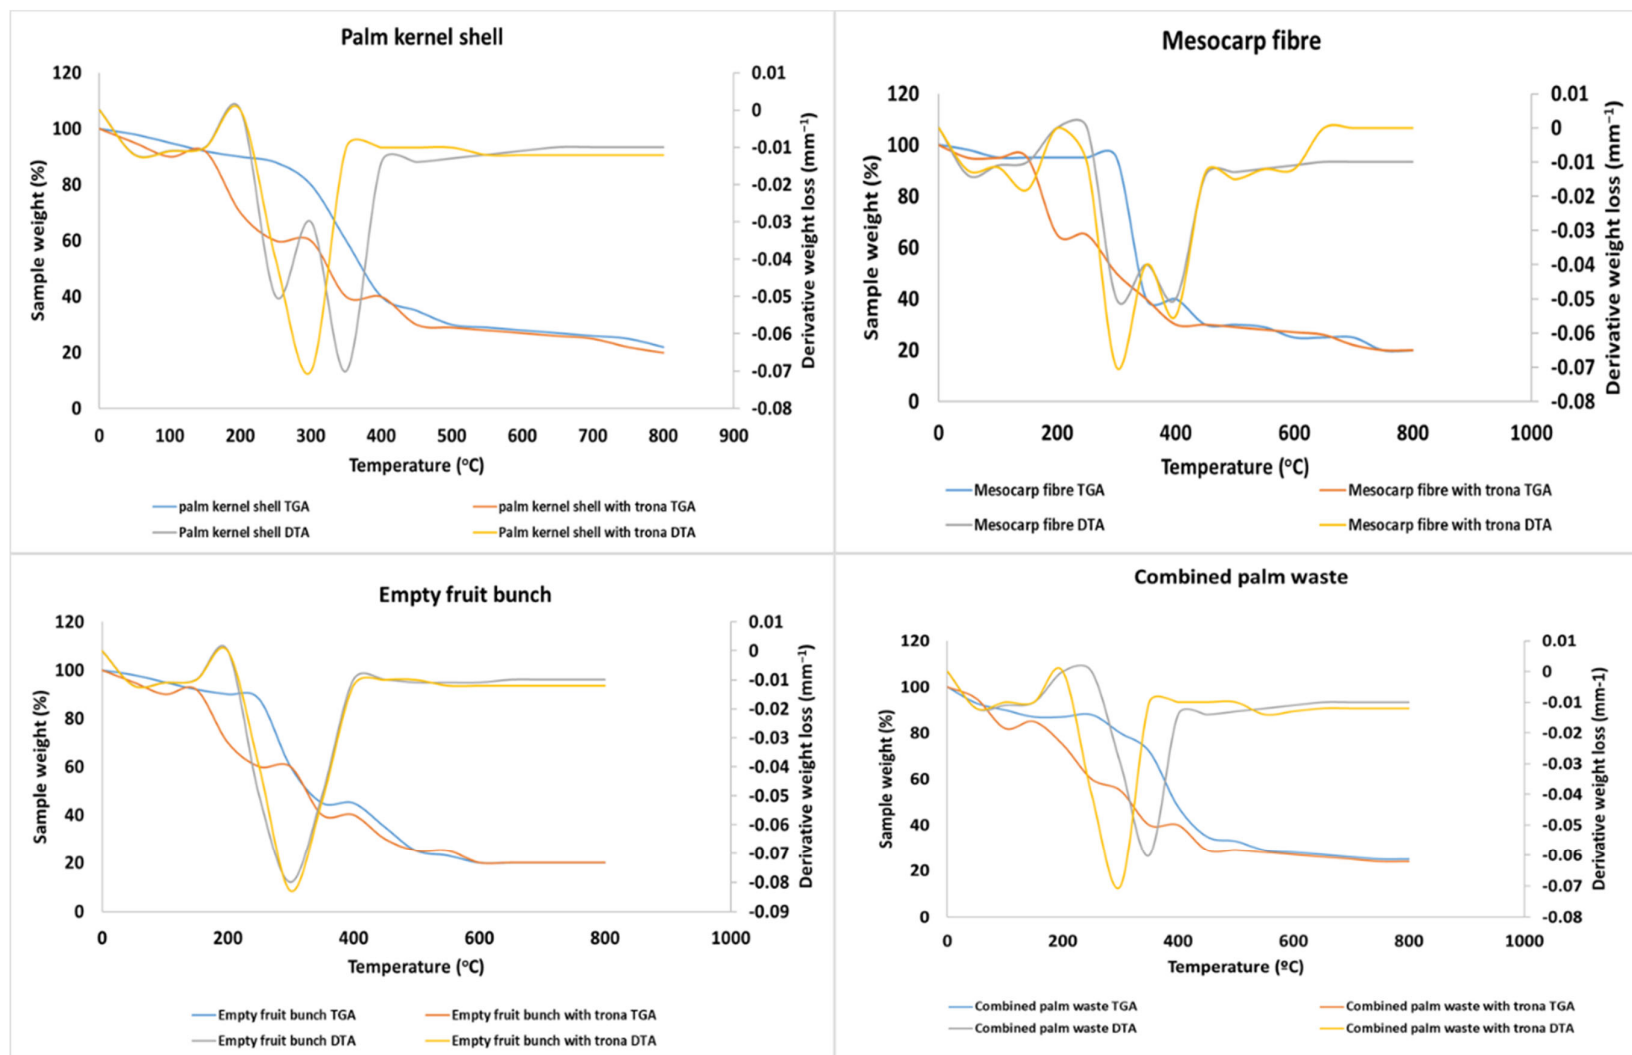 Palm kernel shell
120
100
80
60
40
20
0
Sample weight (%)
0.01
0
-0.01
-0.02
-0.03
-0.04
-0.05
-0.06
-0.07
-0.08
Derivative weight loss (mm⁻¹)
0 100 200 300 400 500 600 700 800 900
Temperature (°C)
palm kernel shell TGA
palm kernel shell with trona TGA
Palm kernel shell DTA
Palm kernel shell with trona DTA
Mesocarp fibre
120
100
80
60
40
20
0
Sample weight (%)
0.01
0
-0.01
-0.02
-0.03
-0.04
-0.05
-0.06
-0.07
-0.08
Derivative weight loss (mm⁻¹)
0 200 400 600 800 1000
Temperature (°C)
Mesocarp fibre TGA
Mesocarp fibre with trona TGA
Mesocarp fibre DTA
Mesocarp fibre with trona DTA
Empty fruit bunch
120
100
80
60
40
20
0
Sample weight (%)
0.01
0
-0.01
-0.02
-0.03
-0.04
-0.05
-0.06
-0.07
-0.08
-0.09
Derivative weight loss (mm⁻¹)
0 200 400 600 800 1000
Temperature (°C)
Empty fruit bunch TGA
Empty fruit bunch with trona TGA
Empty fruit bunch DTA
Empty fruit bunch with trona DTA
Combined palm waste
120
100
80
60
40
20
0
Sample weight (%)
0.01
0
-0.01
-0.02
-0.03
-0.04
-0.05
-0.06
-0.07
-0.08
Derivative weight loss (mm-1)
0 200 400 600 800 1000
Temperature (ºC)
Combined palm waste TGA
Combined palm waste with trona TGA
Combined palm waste DTA
Combined palm waste with trona DTA